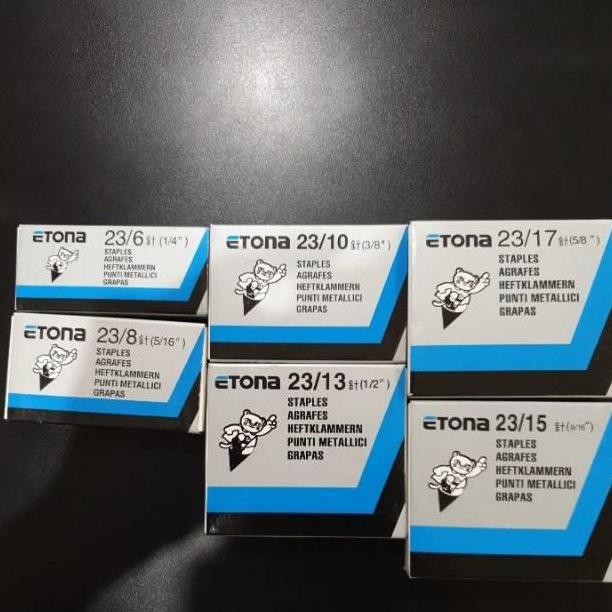 ETONA 23/6 針(1/4")
STAPLES
AGRAFES
HEFTKLAMMERN
PUNTI METALLICI
GRAPAS
ETONA 23/10 針(3/8")
STAPLES
AGRAFES
HEFTKLAMMERN
PUNTI METALLICI
GRAPAS
ETONA 23/17 針(5/8")
STAPLES
AGRAFES
HEFTKLAMMERN
PUNTI METALLICI
GRAPAS
ETONA 23/8 針(5/16")
STAPLES
AGRAFES
HEFTKLAMMERN
PUNTI METALLICI
GRAPAS
ETONA 23/13 針(1/2")
STAPLES
AGRAFES
HEFTKLAMMERN
PUNTI METALLICI
GRAPAS
ETONA 23/15 針(9/16")
STAPLES
AGRAFES
HEFTKLAMMERN
PUNTI METALLICI
GRAPAS